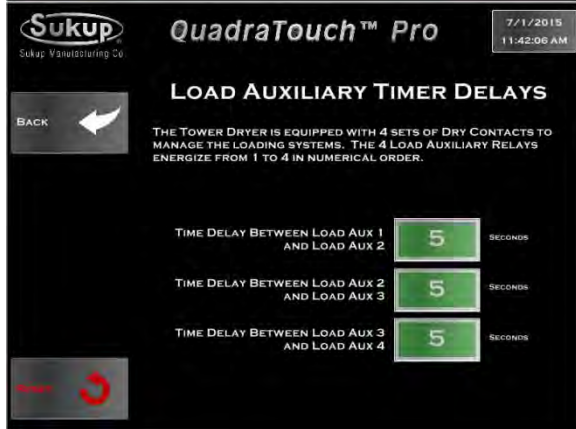 Sukup
Sukup Manufacturing Co.
QuadraTouch™ Pro
7/1/2015
11:42:06 AM
LOAD AUXILIARY TIMER DELAYS
BACK
THE TOWER DRYER IS EQUIPPED WITH 4 SETS OF DRY CONTACTS TO
MANAGE THE LOADING SYSTEMS. THE 4 LOAD AUXILIARY RELAYS
ENERGIZE FROM 1 TO 4 IN NUMERICAL ORDER.
TIME DELAY BETWEEN LOAD AUX 1
AND LOAD AUX 2
5
SECONDS
TIME DELAY BETWEEN LOAD AUX 2
AND LOAD AUX 3
5
SECONDS
TIME DELAY BETWEEN LOAD AUX 3
AND LOAD AUX 4
5
SECONDS